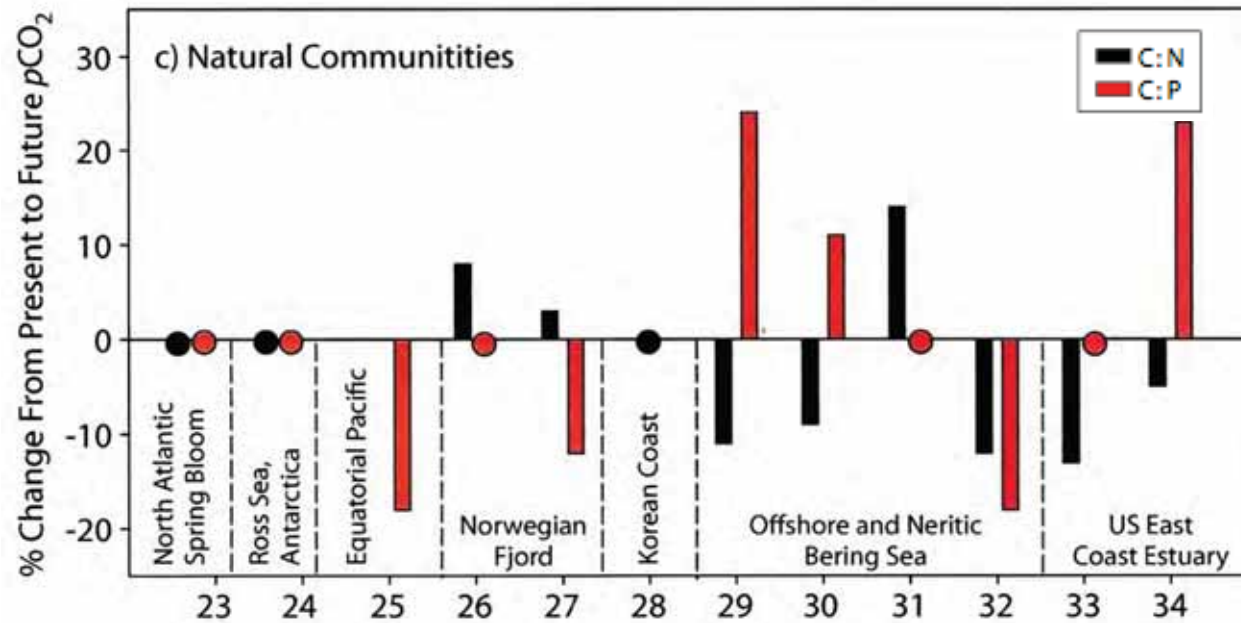 c) Natural Communitities
C:N
C:P
% Change From Present to Future pCO2
30
20
10
0
-10
-20
North Atlantic
Spring Bloom
Ross Sea,
Antarctica
Equatorial Pacific
Norwegian
Fjord
Korean Coast
Offshore and Neritic
Bering Sea
US East
Coast Estuary
23 24 25 26 27 28 29 30 31 32 33 34